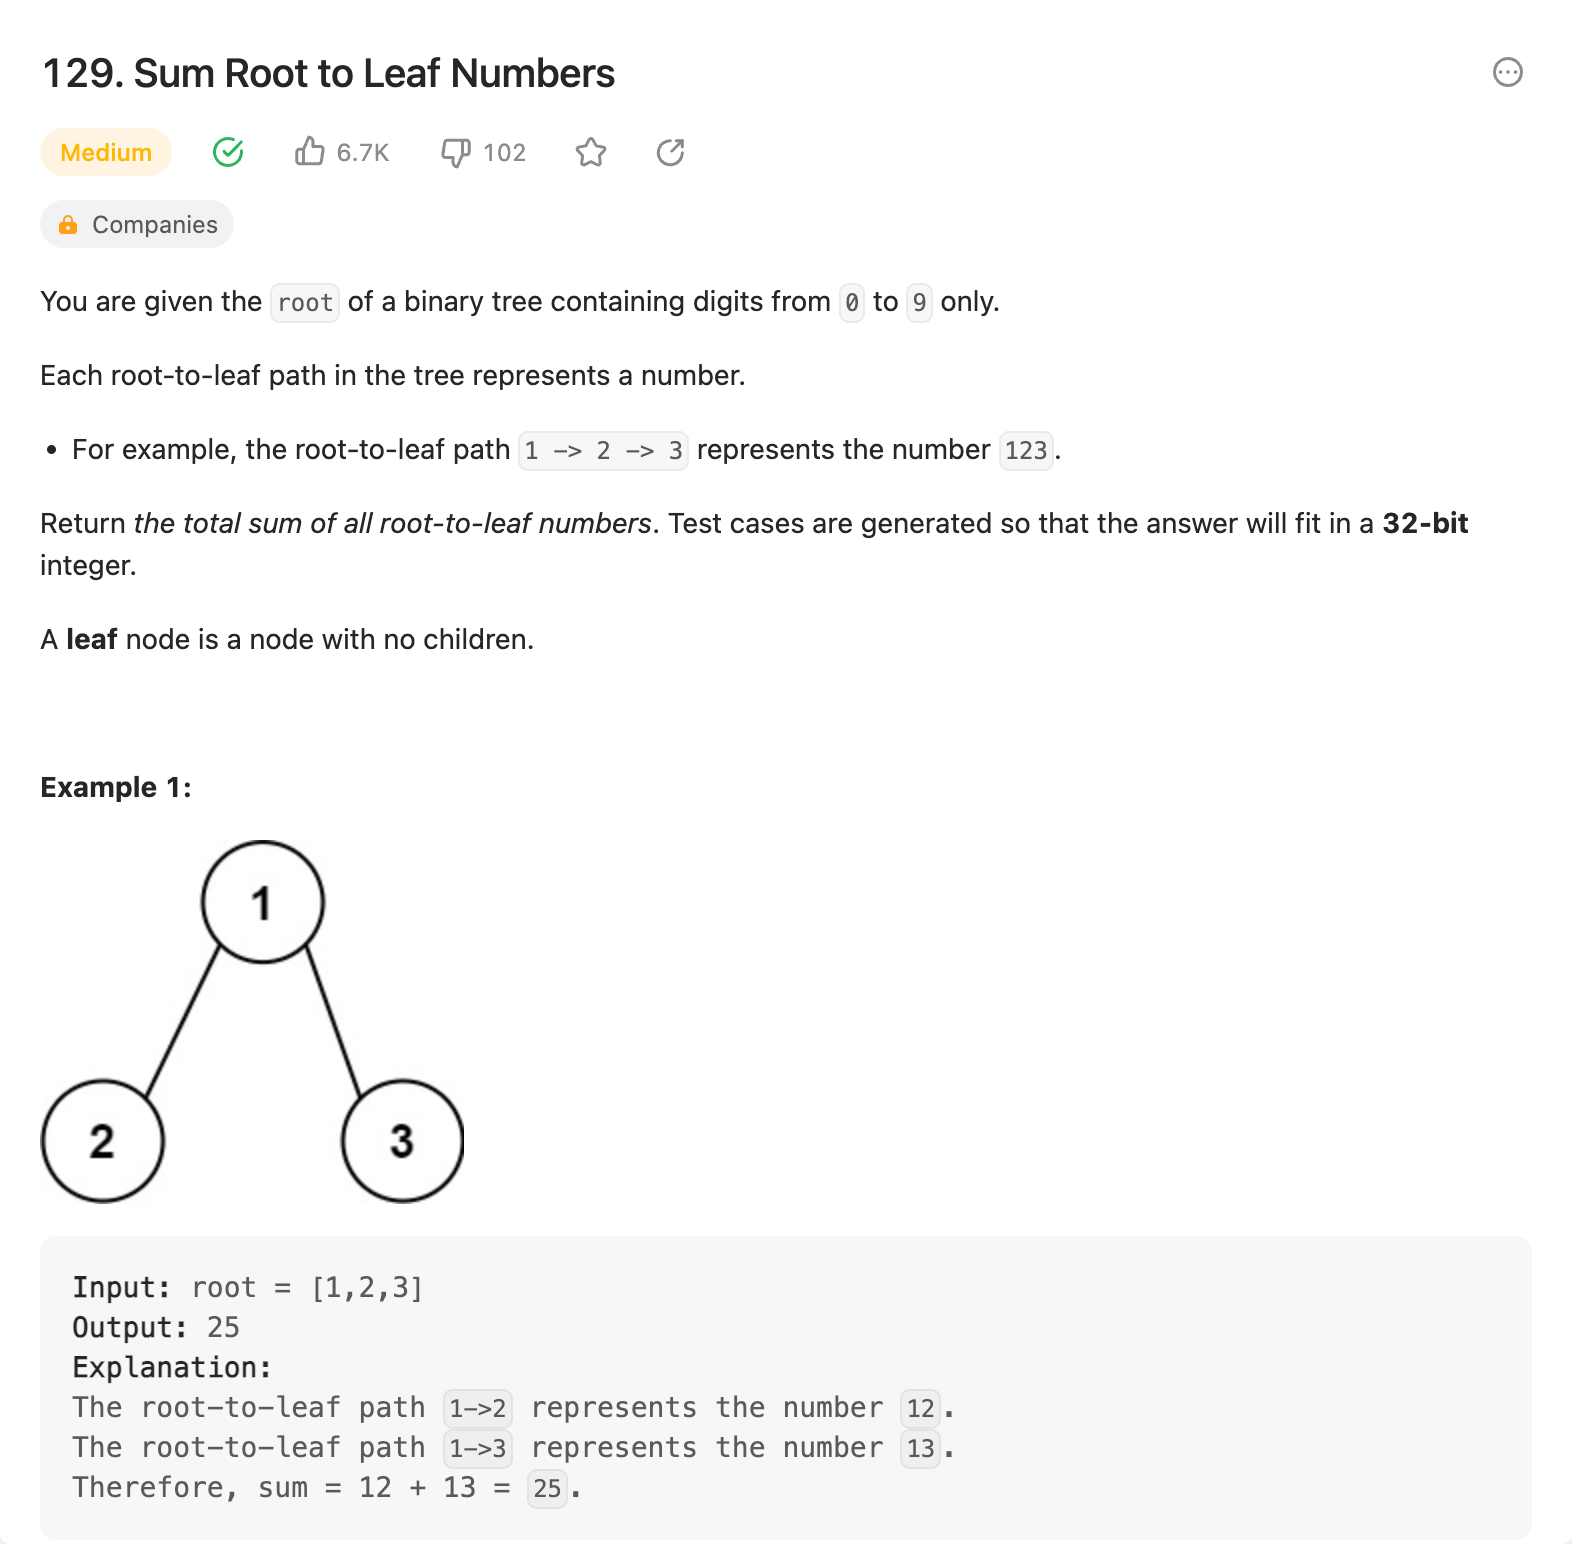 129. Sum Root to Leaf Numbers
Medium 6.7K 102
Companies
You are given the root of a binary tree containing digits from 0 to 9 only.
Each root-to-leaf path in the tree represents a number.
• For example, the root-to-leaf path 1 -> 2 -> 3 represents the number 123.
Return the total sum of all root-to-leaf numbers. Test cases are generated so that the answer will fit in a 32-bit
integer.
A leaf node is a node with no children.
Example 1:
1
2 3
Input: root = [1,2,3]
Output: 25
Explanation:
The root-to-leaf path 1->2 represents the number 12.
The root-to-leaf path 1->3 represents the number 13.
Therefore, sum = 12 + 13 = 25.